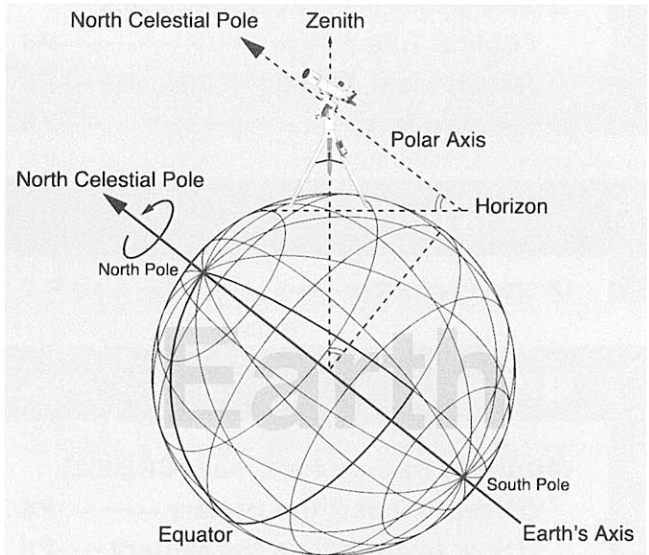 North Celestial Pole
Zenith
Polar Axis
North Celestial Pole
Horizon
North Pole
Earth
South Pole
Equator
Earth's Axis